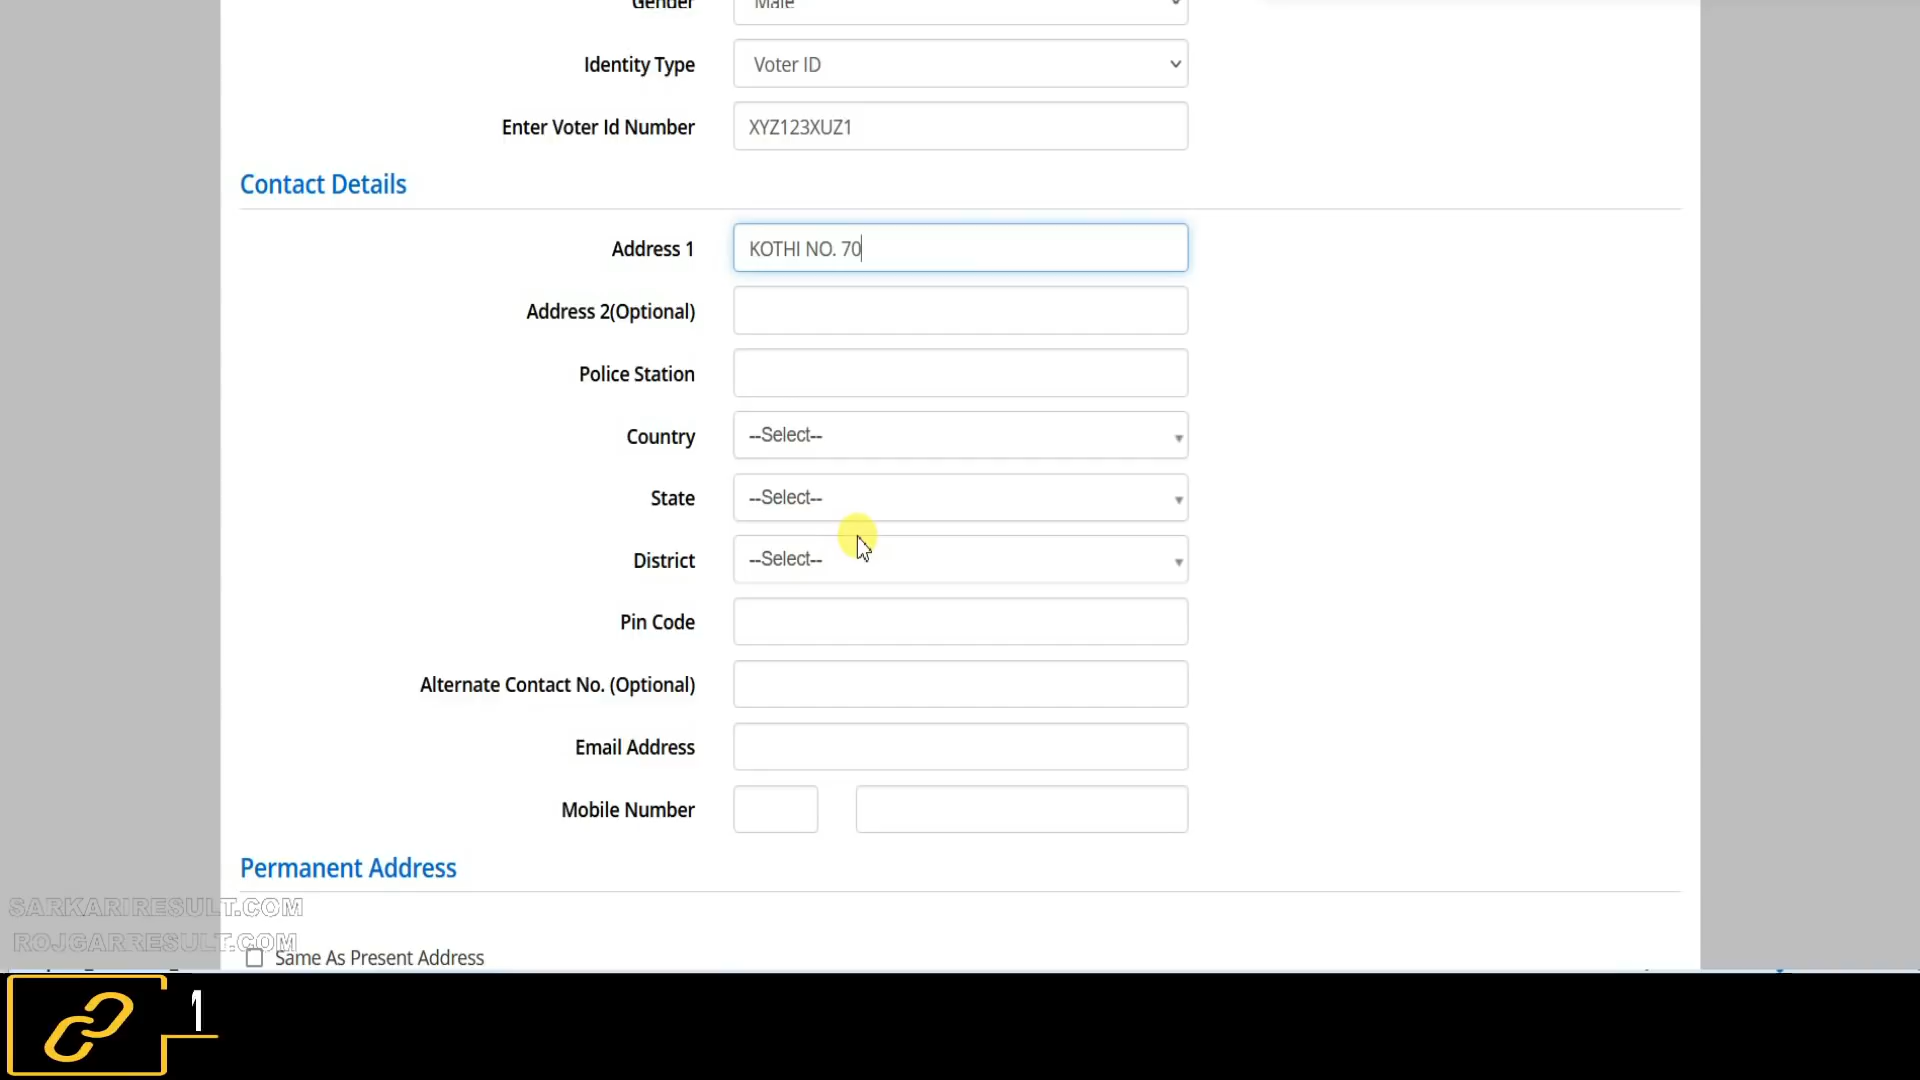 Gender Male
Identity Type Voter ID
Enter Voter Id Number XYZ123XUZ1
Contact Details
Address 1 KOTHI NO. 70
Address 2(Optional)
Police Station
Country --Select--
State --Select--
District --Select--
Pin Code
Alternate Contact No. (Optional)
Email Address
Mobile Number
Permanent Address
SARKARIRESULT.COM
ROJGARRESULT.COM
Same As Present Address
1